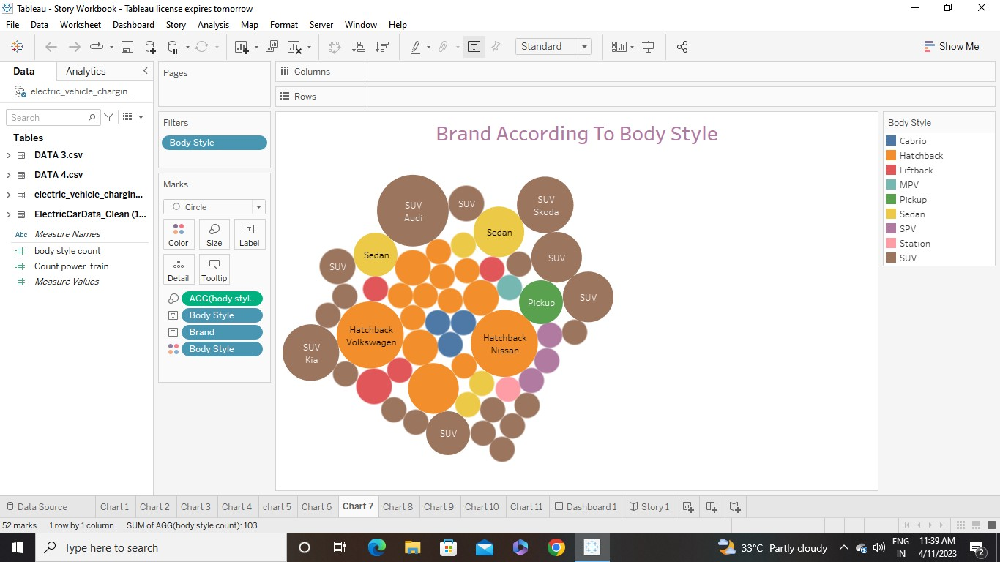 Tableau - Story Workbook - Tableau license expires tomorrow
File Data Worksheet Dashboard Story Analysis Map Format Server Window Help
Standard
Show Me
Data Analytics
electric_vehicle_chargin...
Search
Tables
DATA 3.csv
DATA 4.csv
electric_vehicle_chargin...
ElectricCarData_Clean (1...
Abc Measure Names
body style count
Count power train
Measure Values
Pages
Filters
Body Style
Marks
Circle
Color Size Label
Detail Tooltip
AGG(body styl..
Body Style
Brand
Body Style
Columns
Rows
Brand According To Body Style
SUV
Audi
SUV
SUV
Skoda
Sedan
Sedan
SUV
SUV
SUV
Pickup
Hatchback
Volkswagen
Hatchback
Nissan
SUV
Kia
SUV
Body Style
Cabrio
Hatchback
Liftback
MPV
Pickup
Sedan
SPV
Station
SUV
Data Source Chart 1 Chart 2 Chart 3 Chart 4 chart 5 Chart 6 Chart 7 Chart 8 Chart 9 Chart 10 Chart 11 Dashboard 1 Story 1
52 marks 1 row by 1 column SUM of AGG(body style count): 103
Type here to search
33°C Partly cloudy
ENG
IN
11:39 AM
4/11/2023
2